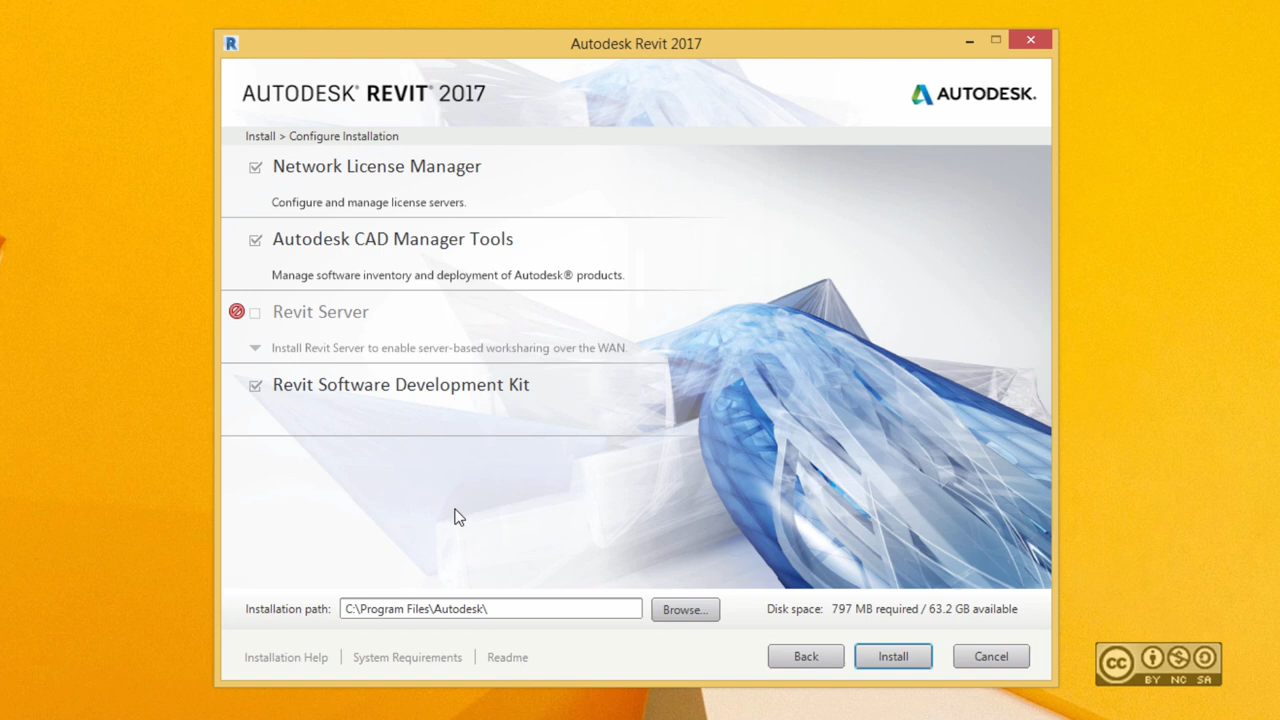 Autodesk Revit 2017
AUTODESK® REVIT® 2017
AUTODESK.
Install > Configure Installation
Network License Manager
Configure and manage license servers.
Autodesk CAD Manager Tools
Manage software inventory and deployment of Autodesk® products.
Revit Server
Install Revit Server to enable server-based worksharing over the WAN.
Revit Software Development Kit
Installation path: C:\Program Files\Autodesk\ Browse... Disk space: 797 MB required / 63.2 GB available
Installation Help System Requirements Readme Back Install Cancel
cc
BY NC SA